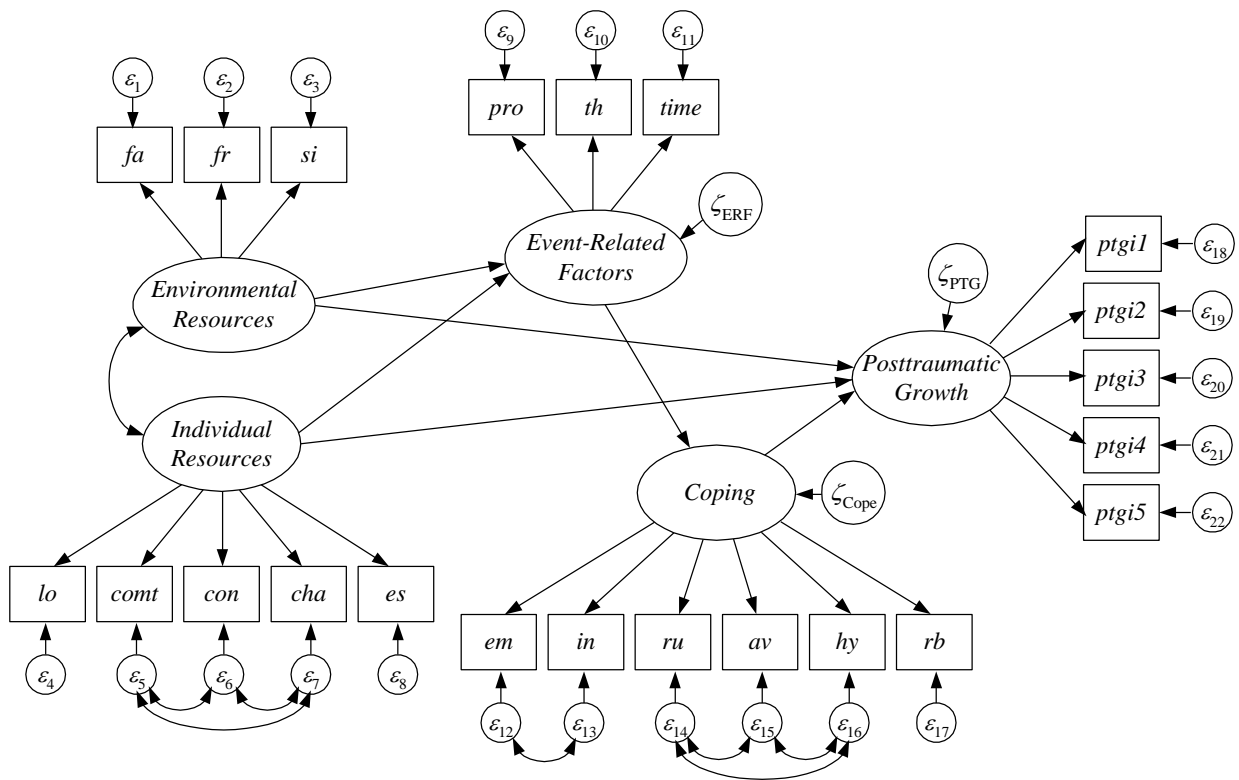 ε9 ε10 ε11
ε1 ε2 ε3
pro th time
fa fr si
ζERF
Event-Related
Factors
ptgi1 ε18
ζPTG
Environmental
Resources
ptgi2 ε19
Posttraumatic
Growth
ptgi3 ε20
Individual
Resources
ptgi4 ε21
Coping
ζCope
ptgi5 ε22
lo comt con cha es
em in ru av hy rb
ε4 ε5 ε6 ε7 ε8
ε12 ε13 ε14 ε15 ε16 ε17